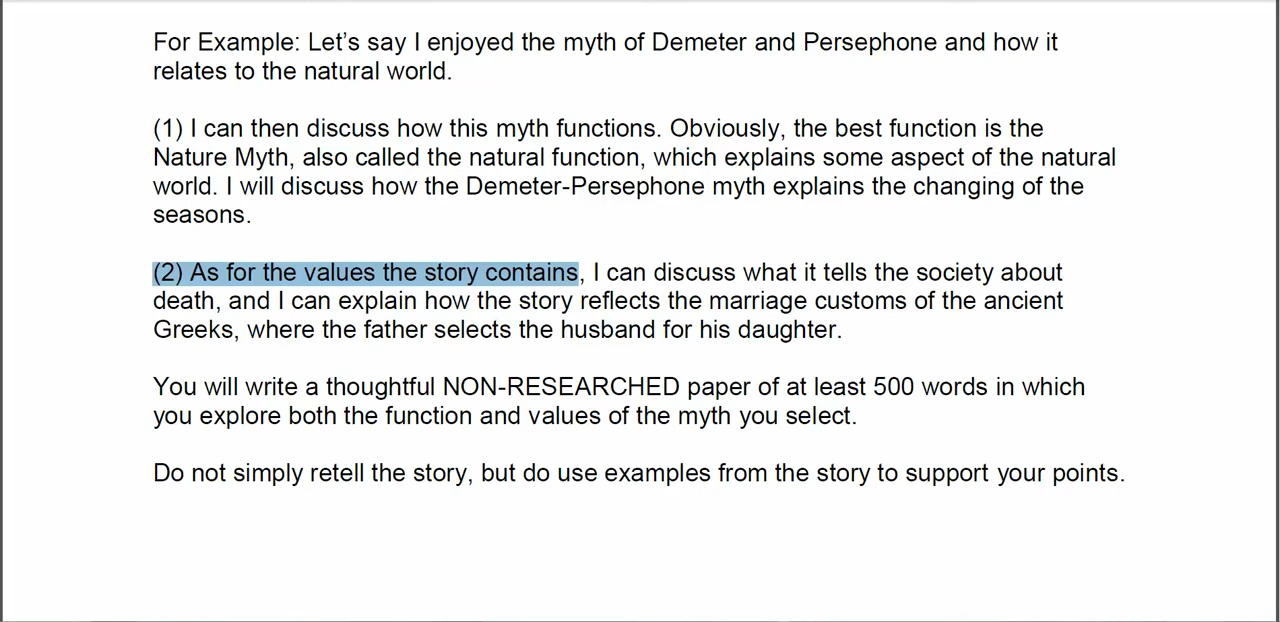 For Example: Let’s say I enjoyed the myth of Demeter and Persephone and how it
relates to the natural world.
(1) I can then discuss how this myth functions. Obviously, the best function is the
Nature Myth, also called the natural function, which explains some aspect of the natural
world. I will discuss how the Demeter-Persephone myth explains the changing of the
seasons.
(2) As for the values the story contains, I can discuss what it tells the society about
death, and I can explain how the story reflects the marriage customs of the ancient
Greeks, where the father selects the husband for his daughter.
You will write a thoughtful NON-RESEARCHED paper of at least 500 words in which
you explore both the function and values of the myth you select.
Do not simply retell the story, but do use examples from the story to support your points.